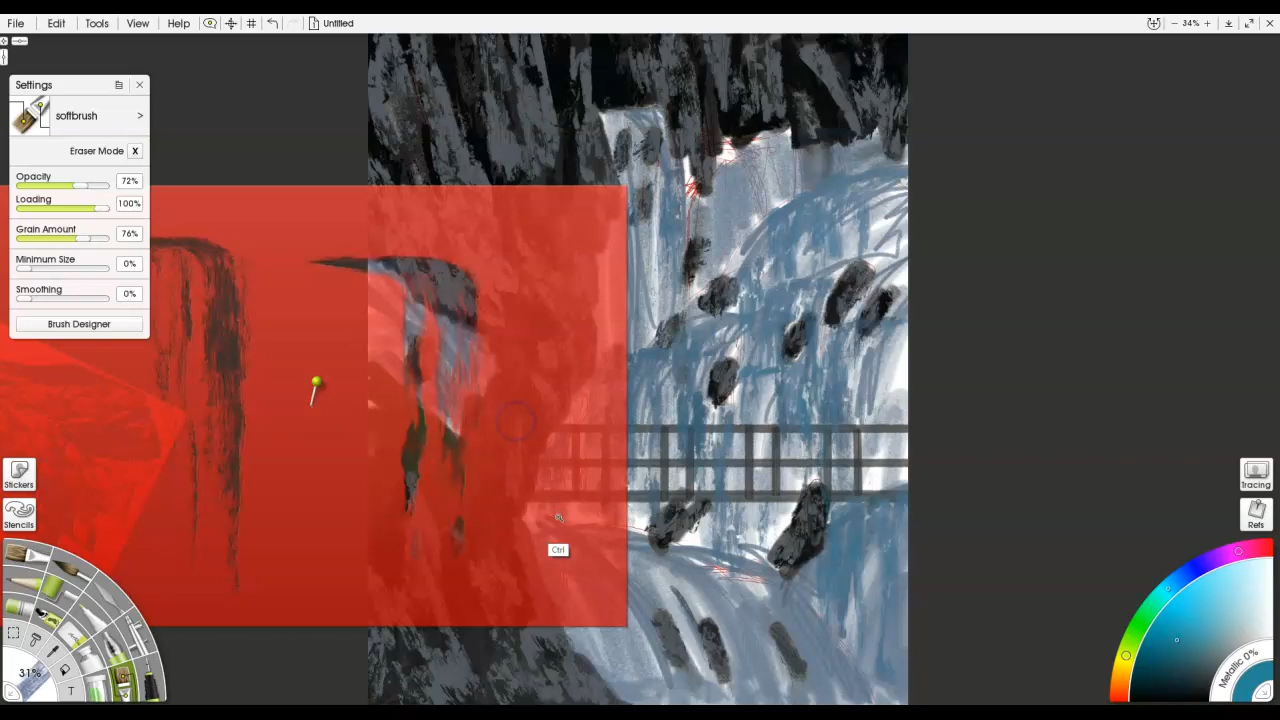 File Edit Tools View Help Untitled 34%
Settings
softbrush
Eraser Mode X
Opacity 72%
Loading 100%
Grain Amount 76%
Minimum Size 0%
Smoothing 0%
Brush Designer
Ctrl
Stickers
Stencils
Tracing
Refs
31%
T
Metallic 0%